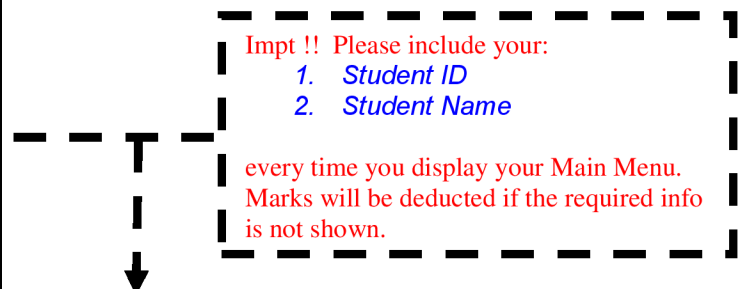 Impt !! Please include your:
1. Student ID
2. Student Name
every time you display your Main Menu.
Marks will be deducted if the required info
is not shown.